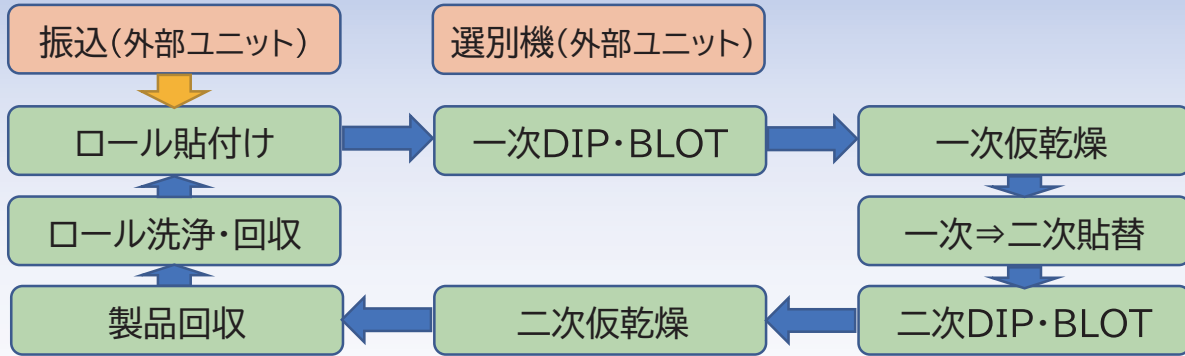 振込(外部ユニット)
選別機(外部ユニット)
ロール貼付け
一次DIP・BLOT
一次仮乾燥
ロール洗浄・回収
一次⇒二次貼替
製品回収
二次仮乾燥
二次DIP・BLOT